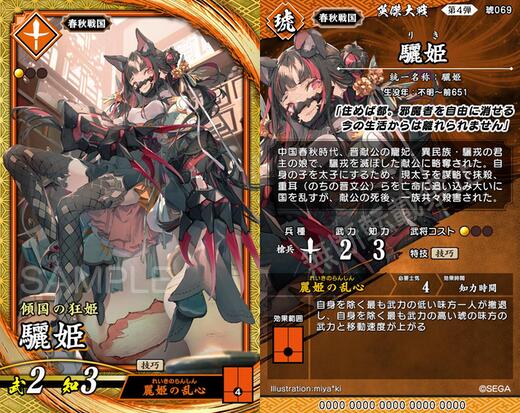 春秋戦国
SAMPLE
傾国の狂姫
驪姫
技巧
武2 知3
れいきのらんしん
麗姫の乱心
4
琥
春秋戦国
英傑大戦
第4弾
琥069
りき
驪姫
統一名称：驪姫
生没年：不明～前651
「住めば都。邪魔者を自由に消せる
今の生活からは離れられません」
中国春秋時代、晋献公の寵妃。異民族・驪戎の君
主の娘で、驪戎を滅ぼした献公に略奪された。自
身の子を太子にするため、現太子を謀略で抹殺、
重耳（のちの晋文公）らを亡命に追い込み大いに
国を乱すが、献公の死後、一族共々殺害された。
兵種 武力 知力 武将コスト
槍兵 2 3 特技 技巧
れいきのらんしん 必要士気 効果時間
麗姫の乱心 4 知力時間
効果範囲
自身を除く最も武力の低い味方一人が撤退
し、自身を除く最も武力の高い琥の味方の
武力と移動速度が上がる
Illustration:miya*ki
©SEGA
0000 0000 0000 0000 0000